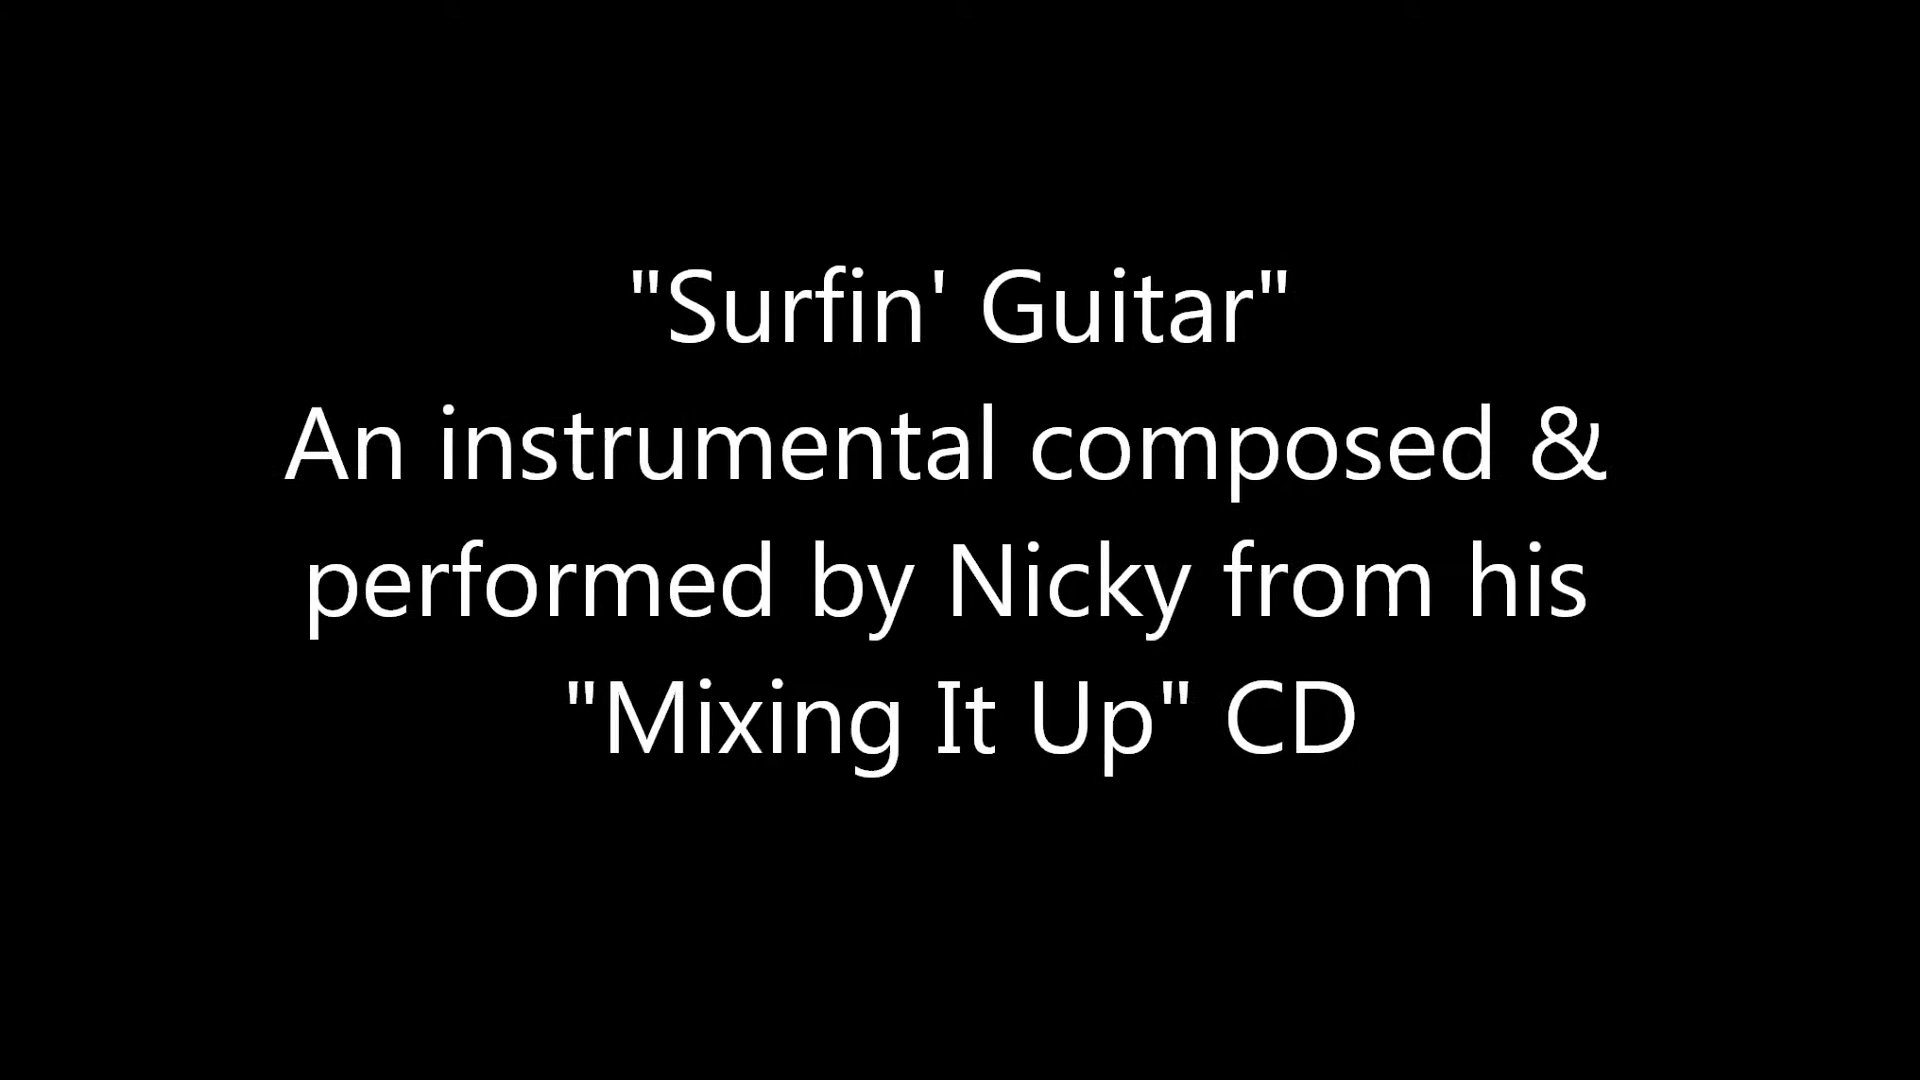 "Surfin' Guitar"
An instrumental composed &
performed by Nicky from his
"Mixing It Up" CD